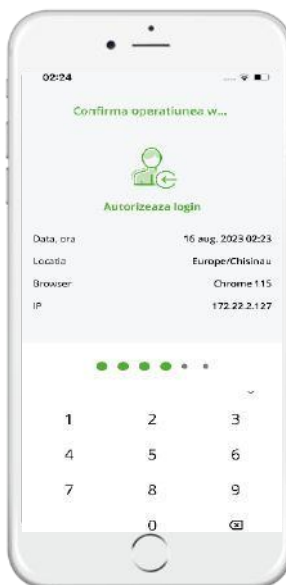 02:24
Confirma operatiunea w...
Autorizeaza login
Data, ora 16 aug. 2023 02:23
Locatia Europe/Chisinau
Browser Chrome 115
IP 172.22.2.127
1 2 3
4 5 6
7 8 9
0